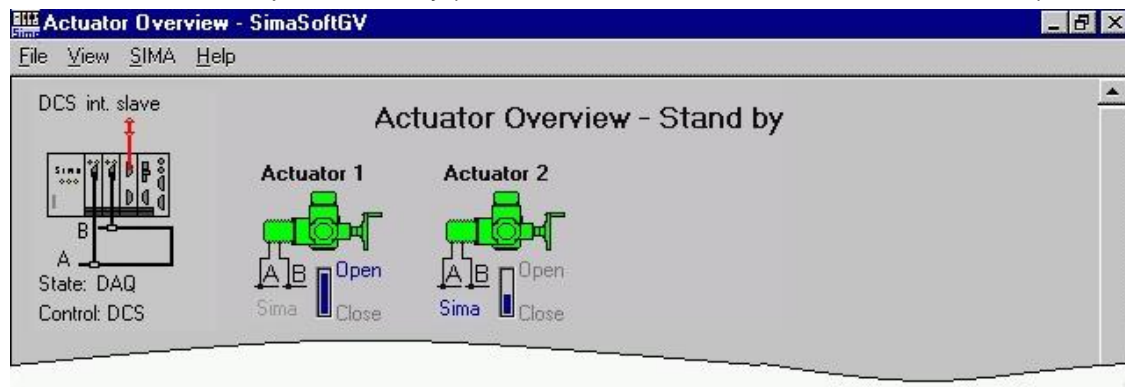 Actuator Overview - SimaSoftGV
File View SIMA Help
DCS int. slave
Actuator Overview - Stand by
SIMA
Actuator 1 Actuator 2
B
A
State: DAQ
Control: DCS
A B Open
Sima Close
A B Open
Sima Close